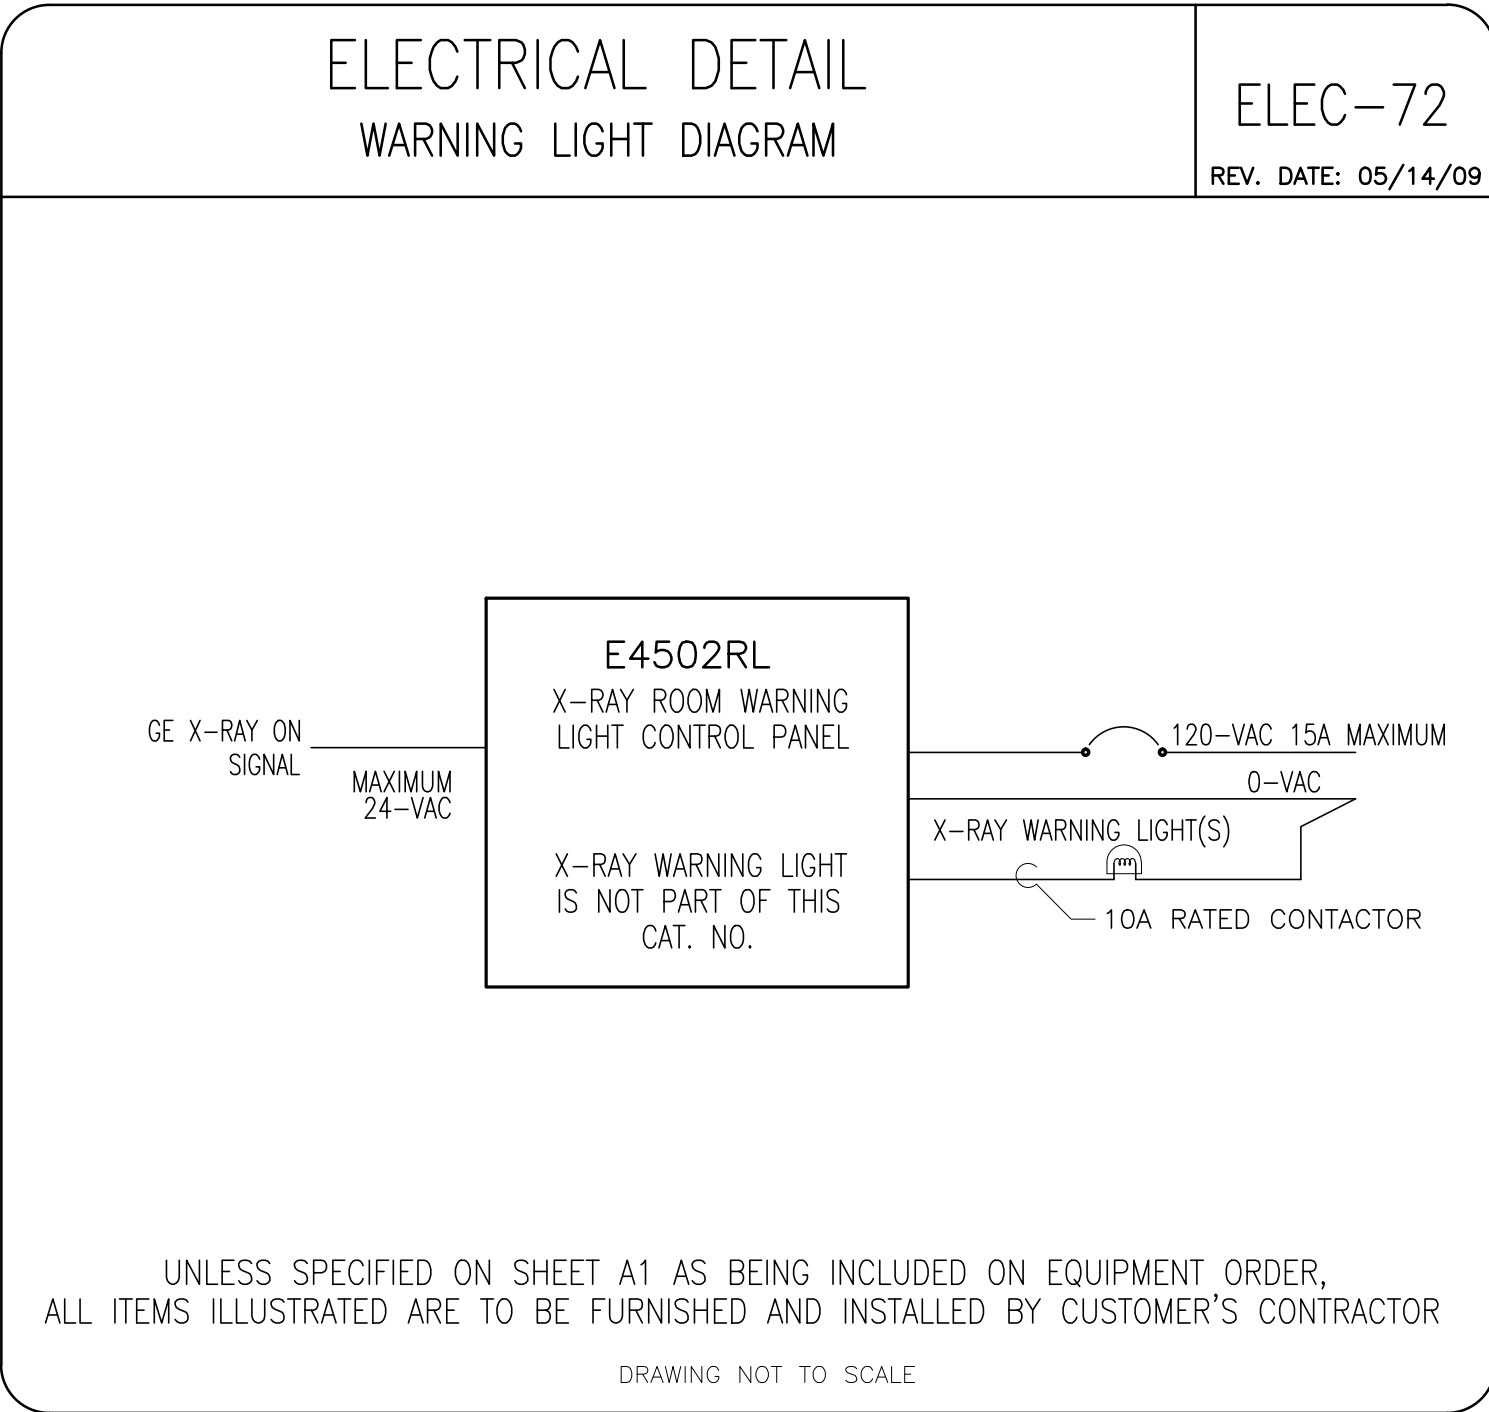 ELECTRICAL DETAIL
WARNING LIGHT DIAGRAM
ELEC-72
REV. DATE: 05/14/09
E4502RL
X-RAY ROOM WARNING
LIGHT CONTROL PANEL
GE X-RAY ON
SIGNAL
MAXIMUM
24-VAC
120-VAC 15A MAXIMUM
0-VAC
X-RAY WARNING LIGHT(S)
X-RAY WARNING LIGHT
IS NOT PART OF THIS
CAT. NO.
10A RATED CONTACTOR
UNLESS SPECIFIED ON SHEET A1 AS BEING INCLUDED ON EQUIPMENT ORDER,
ALL ITEMS ILLUSTRATED ARE TO BE FURNISHED AND INSTALLED BY CUSTOMER'S CONTRACTOR
DRAWING NOT TO SCALE